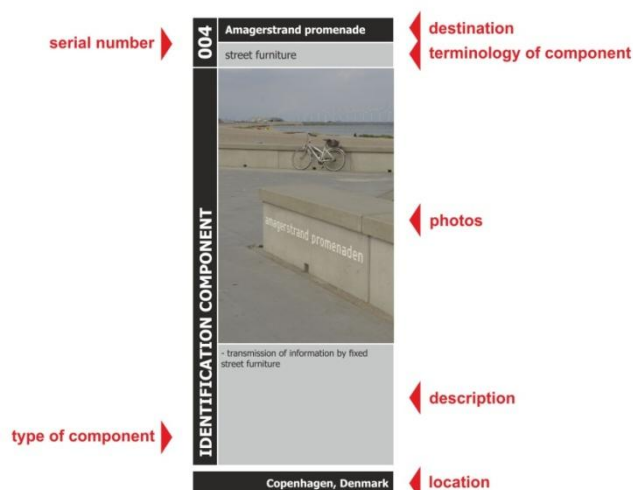 serial number
004
Amagerstrand promenade
destination
street furniture
terminology of component
IDENTIFICATION COMPONENT
amagerstrand promenaden
photos
- transmission of information by fixed
street furniture
description
type of component
Copenhagen, Denmark
location